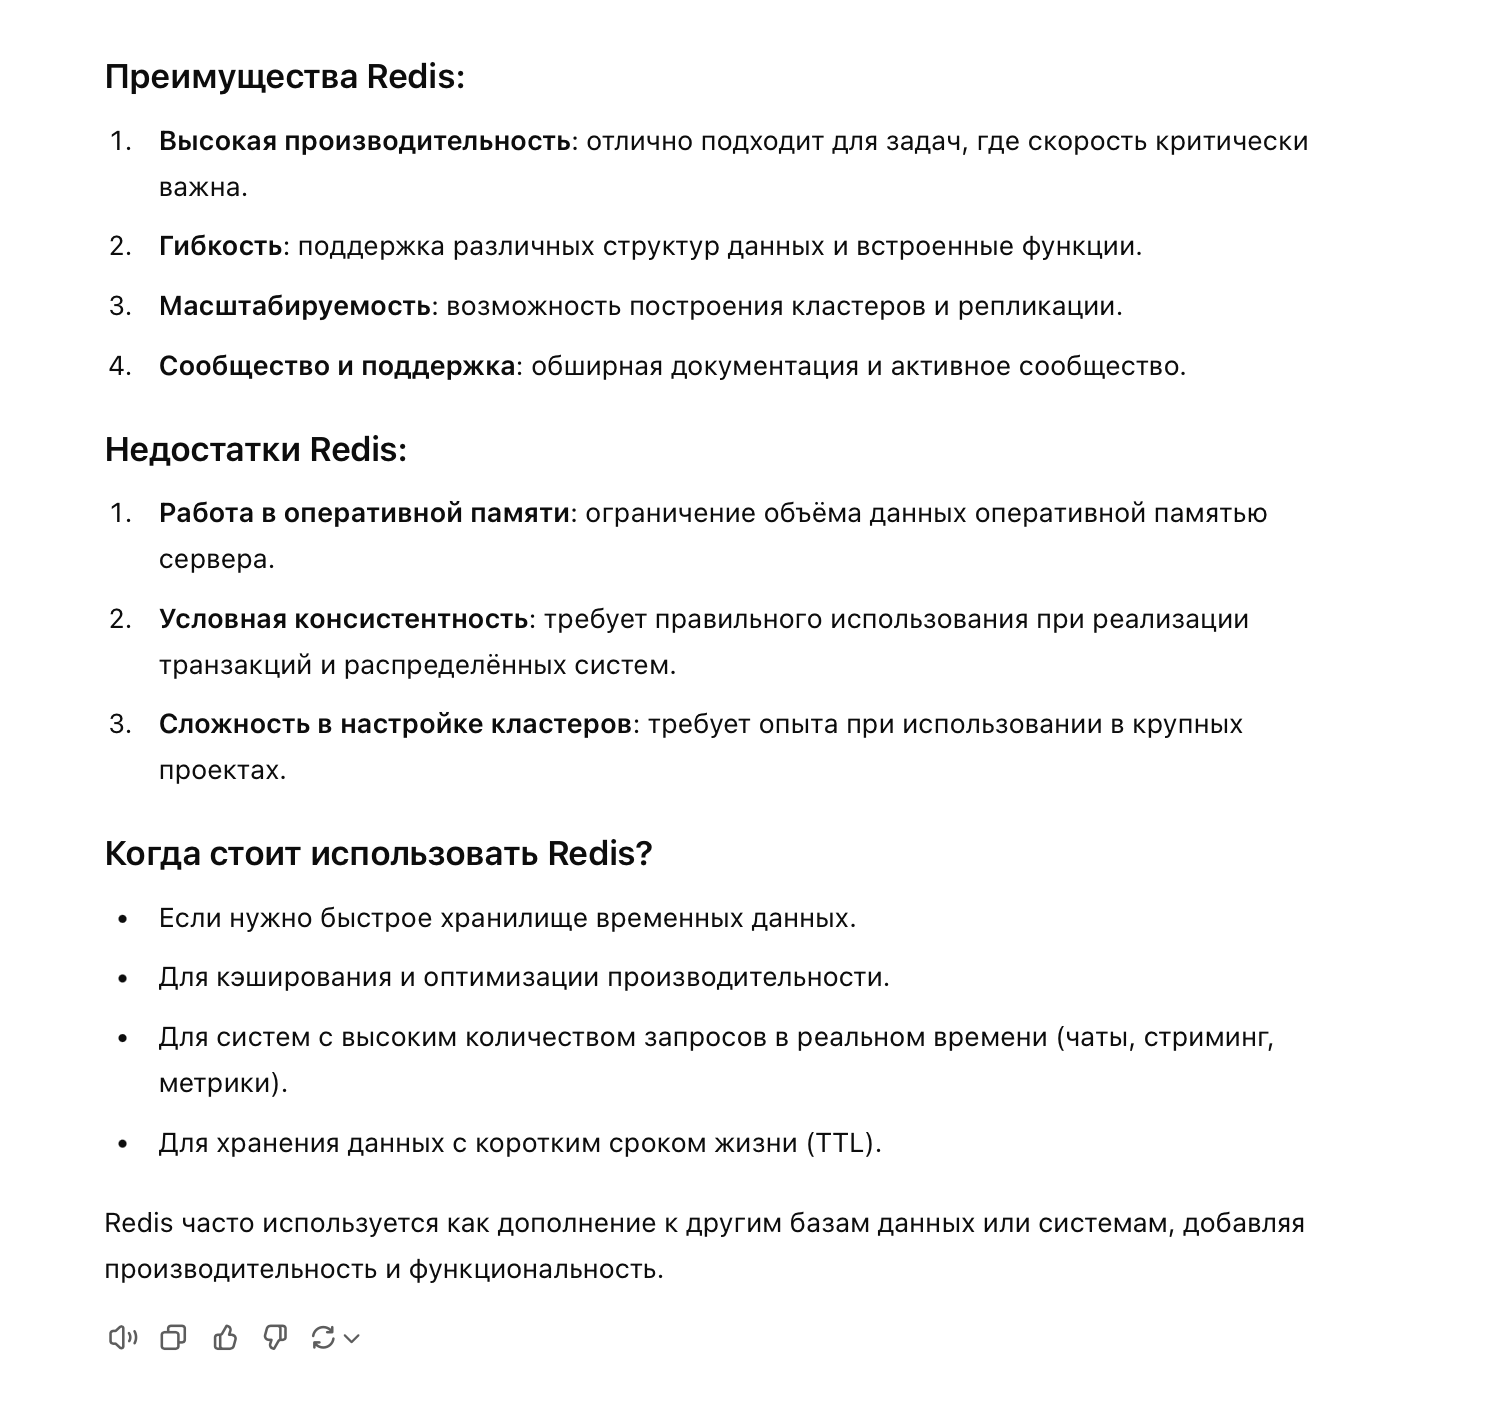 Преимущества Redis:
1. Высокая производительность: отлично подходит для задач, где скорость критически
важна.
2. Гибкость: поддержка различных структур данных и встроенные функции.
3. Масштабируемость: возможность построения кластеров и репликации.
4. Сообщество и поддержка: обширная документация и активное сообщество.
Недостатки Redis:
1. Работа в оперативной памяти: ограничение объёма данных оперативной памятью
сервера.
2. Условная консистентность: требует правильного использования при реализации
транзакций и распределённых систем.
3. Сложность в настройке кластеров: требует опыта при использовании в крупных
проектах.
Когда стоит использовать Redis?
• Если нужно быстрое хранилище временных данных.
• Для кэширования и оптимизации производительности.
• Для систем с высоким количеством запросов в реальном времени (чаты, стриминг,
метрики).
• Для хранения данных с коротким сроком жизни (TTL).
Redis часто используется как дополнение к другим базам данных или системам, добавляя
производительность и функциональность.